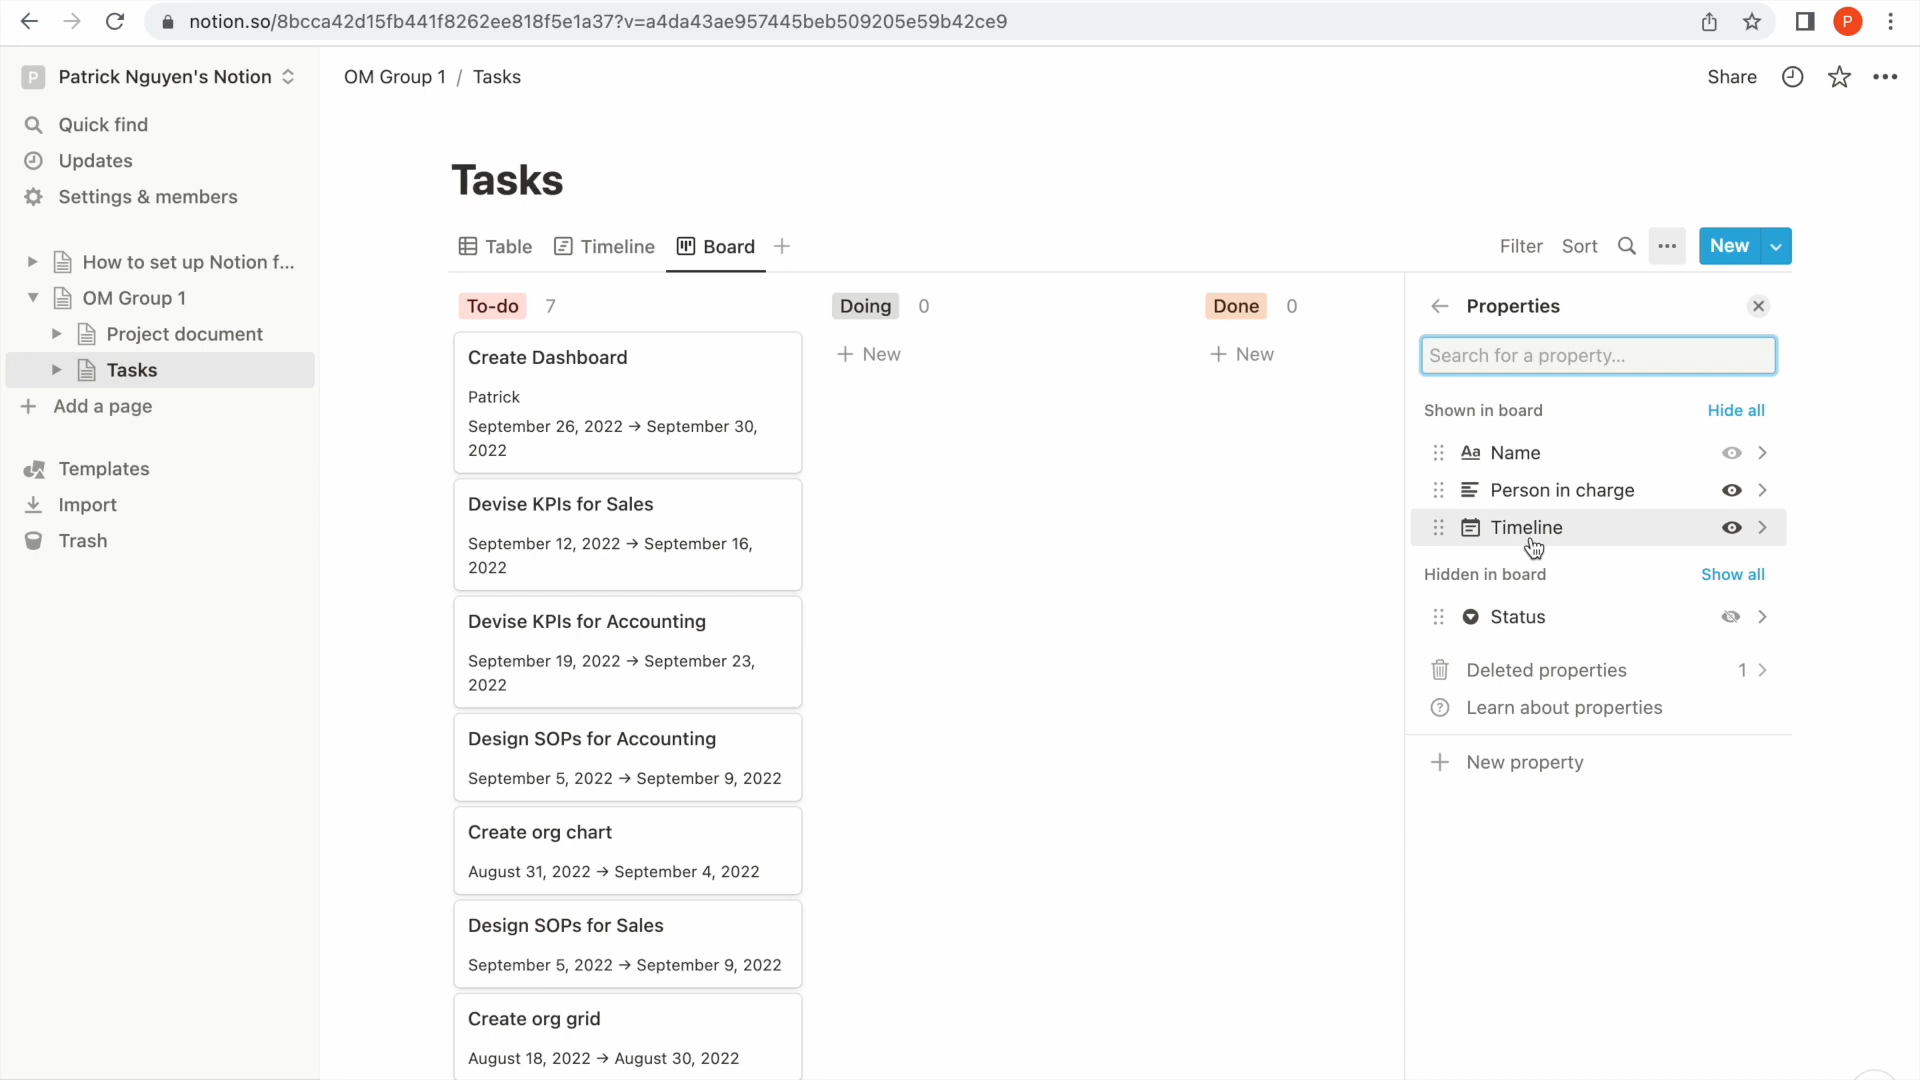 notion.so/8bcca42d15fb441f8262ee818f5e1a37?v=a4da43ae957445beb509205e59b42ce9
P
P Patrick Nguyen's Notion
OM Group 1 / Tasks
Share
Quick find
Updates
Settings & members
How to set up Notion f...
OM Group 1
Project document
Tasks
Add a page
Templates
Import
Trash
Tasks
Table
Timeline
Board
Filter
Sort
New
To-do 7
Create Dashboard
Patrick
September 26, 2022 → September 30,
2022
Devise KPIs for Sales
September 12, 2022 → September 16,
2022
Devise KPIs for Accounting
September 19, 2022 → September 23,
2022
Design SOPs for Accounting
September 5, 2022 → September 9, 2022
Create org chart
August 31, 2022 → September 4, 2022
Design SOPs for Sales
September 5, 2022 → September 9, 2022
Create org grid
August 18, 2022 → August 30, 2022
Doing 0
+ New
Done 0
+ New
Properties
Search for a property...
Shown in board
Hide all
Aa Name
Person in charge
Timeline
Hidden in board
Show all
Status
Deleted properties 1
? Learn about properties
+ New property